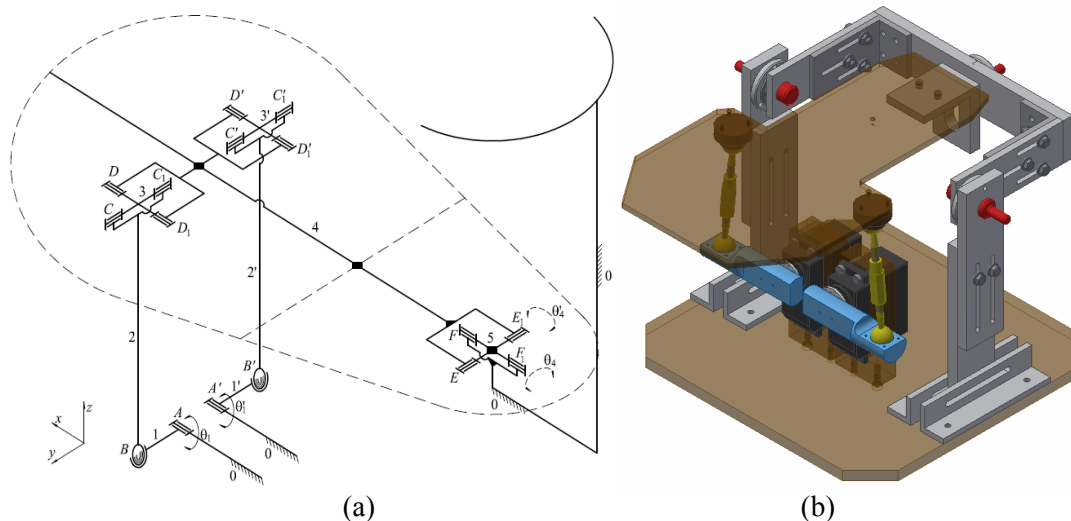 D'
C'₁
C'
3'
D'₁
D
C₁
3
C
D₁
4
2'
0
E₁
θ'₄
F
5
F₁
2
E
θ₄
B'
1'
0
A'
θ'₁
z
x
A
y
1
θ₁
B
0
0
(a)
(b)